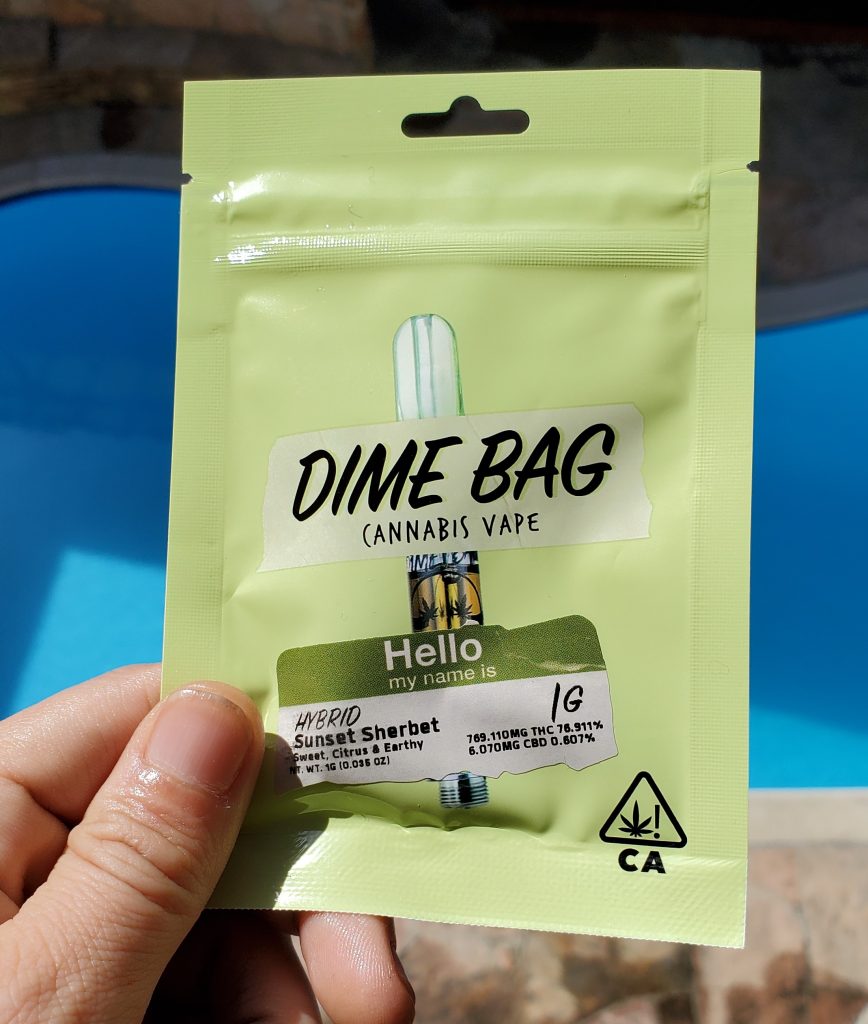 DIME BAG
CANNABIS VAPE
Hello
my name is
HYBRID
1G
Sunset Sherbet
Sweet, Citrus & Earthy
NT. WT. 1G (0.035 OZ)
769.110MG THC 76.911%
6.070MG CBD 0.607%
!
CA